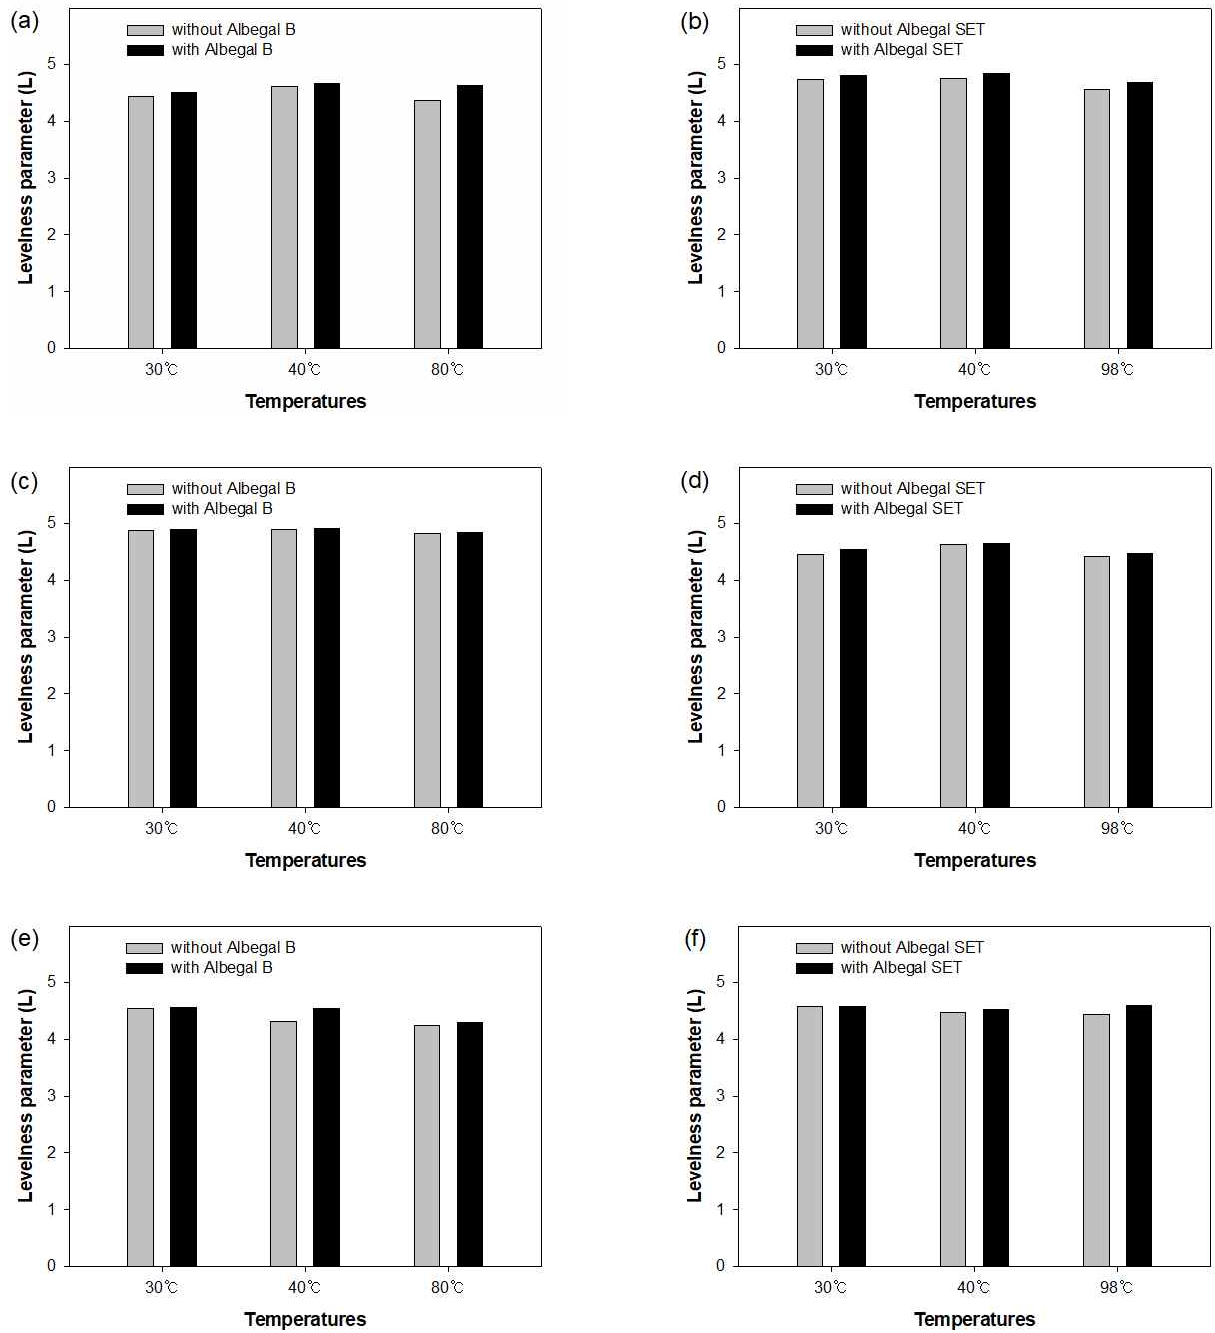 (a)
without Albegal B
with Albegal B
Levelness parameter (L)
5
4
3
2
1
0
30℃ 40℃ 80℃
Temperatures
(b)
without Albegal SET
with Albegal SET
Levelness parameter (L)
5
4
3
2
1
0
30℃ 40℃ 98℃
Temperatures
(c)
without Albegal B
with Albegal B
Levelness parameter (L)
5
4
3
2
1
0
30℃ 40℃ 80℃
Temperatures
(d)
without Albegal SET
with Albegal SET
Levelness parameter (L)
5
4
3
2
1
0
30℃ 40℃ 98℃
Temperatures
(e)
without Albegal B
with Albegal B
Levelness parameter (L)
5
4
3
2
1
0
30℃ 40℃ 80℃
Temperatures
(f)
without Albegal SET
with Albegal SET
Levelness parameter (L)
5
4
3
2
1
0
30℃ 40℃ 98℃
Temperatures